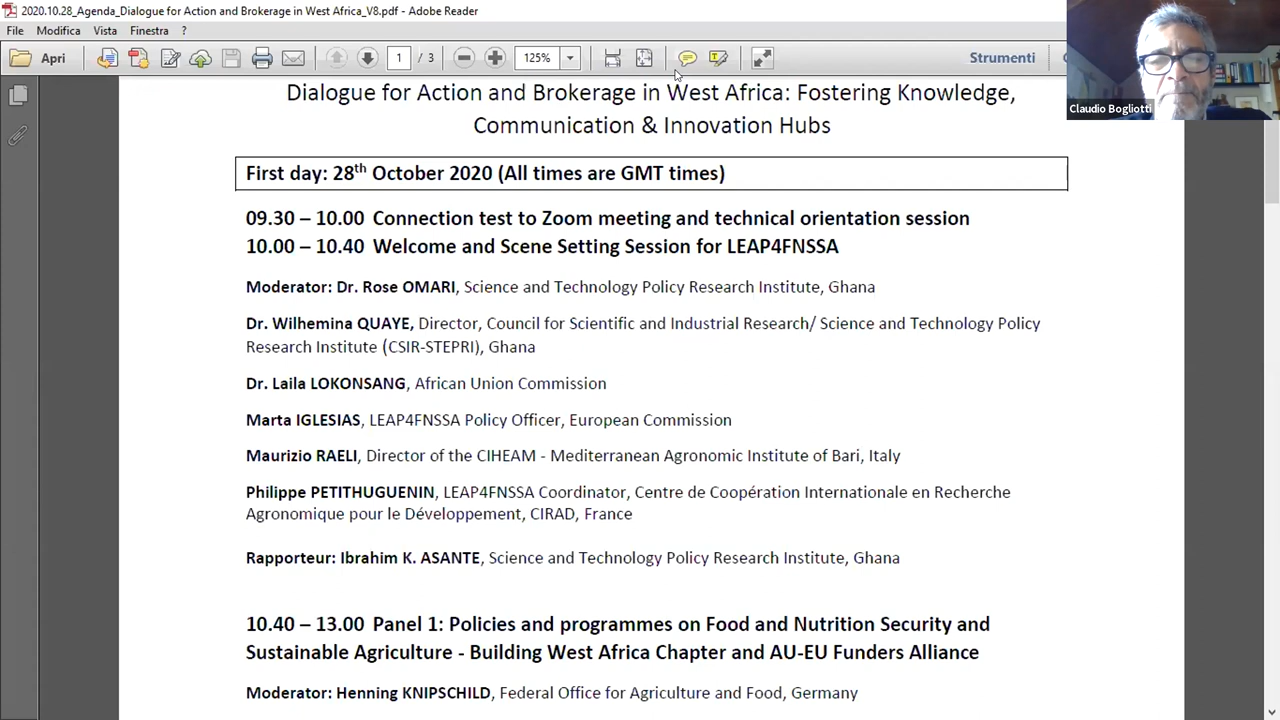 2020.10.28_Agenda_Dialogue for Action and Brokerage in West Africa_V8.pdf - Adobe Reader
File Modifica Vista Finestra ?
Apri 1 / 3 125% Strumenti
Claudio Bogliotti
Dialogue for Action and Brokerage in West Africa: Fostering Knowledge,
Communication & Innovation Hubs
First day: 28th October 2020 (All times are GMT times)
09.30 – 10.00 Connection test to Zoom meeting and technical orientation session
10.00 – 10.40 Welcome and Scene Setting Session for LEAP4FNSSA
Moderator: Dr. Rose OMARI, Science and Technology Policy Research Institute, Ghana
Dr. Wilhemina QUAYE, Director, Council for Scientific and Industrial Research/ Science and Technology Policy
Research Institute (CSIR-STEPRI), Ghana
Dr. Laila LOKONSANG, African Union Commission
Marta IGLESIAS, LEAP4FNSSA Policy Officer, European Commission
Maurizio RAELI, Director of the CIHEAM - Mediterranean Agronomic Institute of Bari, Italy
Philippe PETITHUGUENIN, LEAP4FNSSA Coordinator, Centre de Coopération Internationale en Recherche
Agronomique pour le Développement, CIRAD, France
Rapporteur: Ibrahim K. ASANTE, Science and Technology Policy Research Institute, Ghana
10.40 – 13.00 Panel 1: Policies and programmes on Food and Nutrition Security and
Sustainable Agriculture - Building West Africa Chapter and AU-EU Funders Alliance
Moderator: Henning KNIPSCHILD, Federal Office for Agriculture and Food, Germany